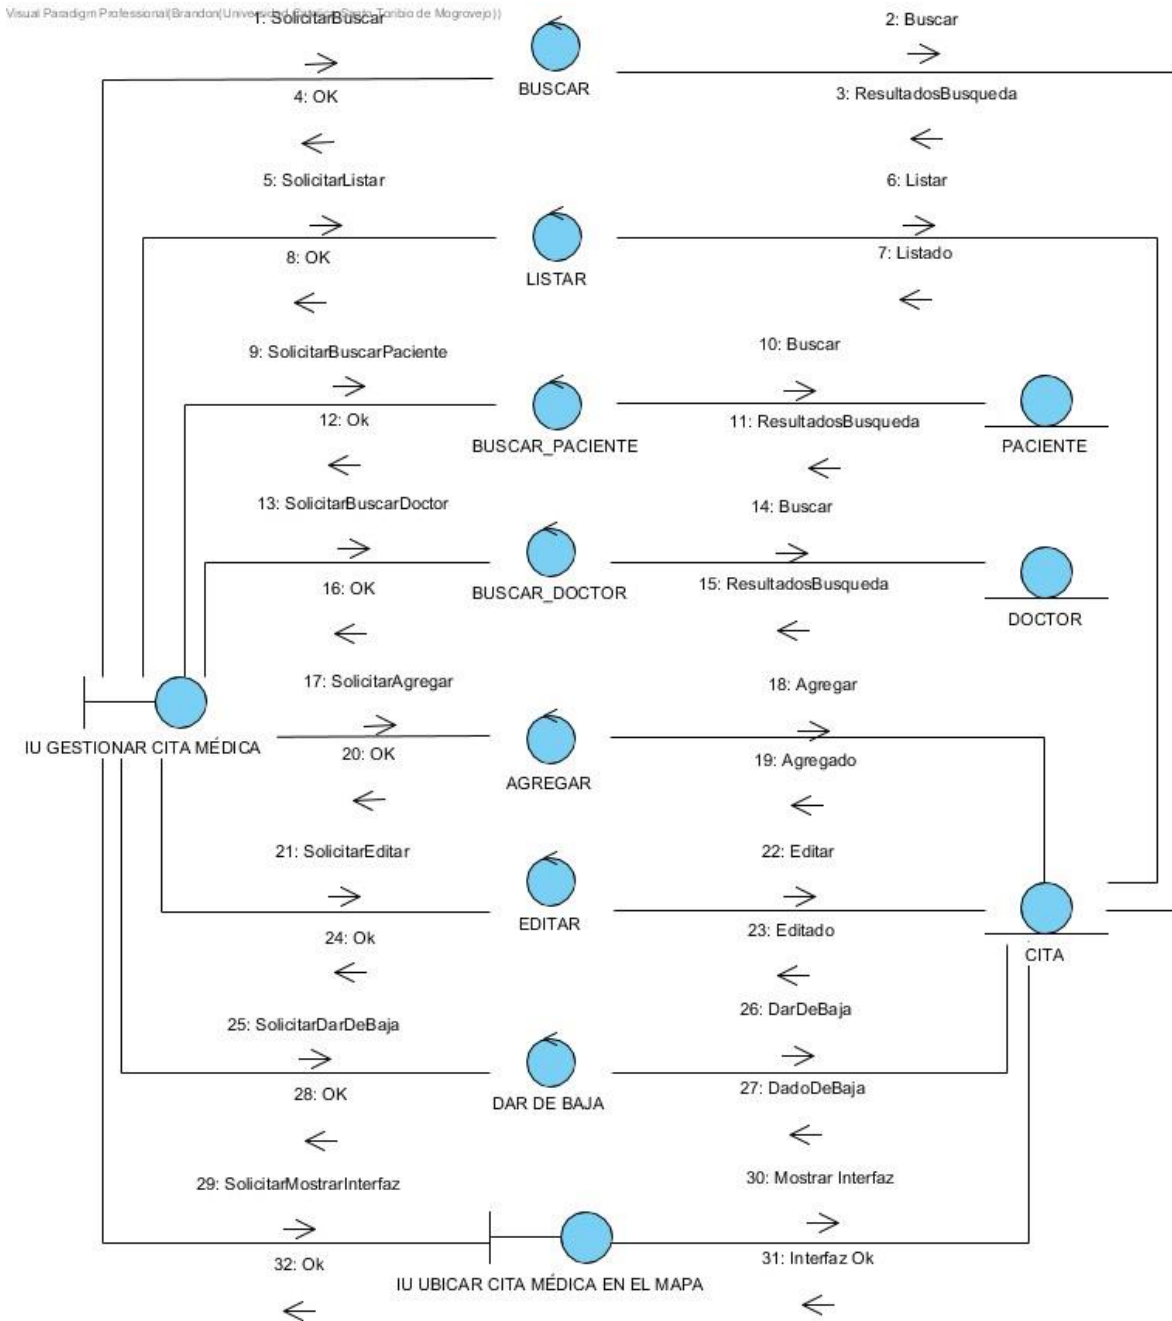 Visual Paradigm Professional(Brandon(Universidad Catolica Santo Toribio de Mogrovejo))
1: SolicitarBuscar
2: Buscar
BUSCAR
4: OK
3: ResultadosBusqueda
5: SolicitarListar
6: Listar
8: OK
7: Listado
LISTAR
9: SolicitarBuscarPaciente
10: Buscar
12: Ok
11: ResultadosBusqueda
BUSCAR_PACIENTE
PACIENTE
13: SolicitarBuscarDoctor
14: Buscar
16: OK
15: ResultadosBusqueda
BUSCAR_DOCTOR
DOCTOR
17: SolicitarAgregar
18: Agregar
IU GESTIONAR CITA MÉDICA
20: OK
19: Agregado
AGREGAR
21: SolicitarEditar
22: Editar
EDITAR
24: Ok
23: Editado
CITA
25: SolicitarDarDeBaja
26: DarDeBaja
28: OK
27: DadoDeBaja
DAR DE BAJA
29: SolicitarMostrarInterfaz
30: Mostrar Interfaz
32: Ok
31: Interfaz Ok
IU UBICAR CITA MÉDICA EN EL MAPA